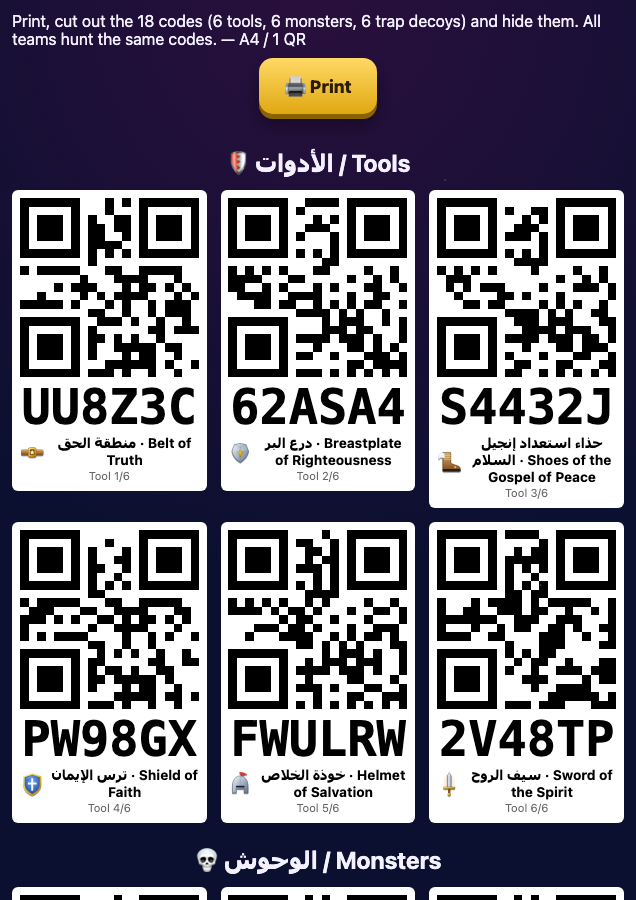 Print, cut out the 18 codes (6 tools, 6 monsters, 6 trap decoys) and hide them. All
teams hunt the same codes. — A4 / 1 QR
Print
الأدوات / Tools
UU8Z3C
منطقة الحق · Belt of
Truth
Tool 1/6
62ASA4
درع البر · Breastplate
of Righteousness
Tool 2/6
S4432J
حذاء استعداد إنجيل
السلام · Shoes of the
Gospel of Peace
Tool 3/6
PW98GX
ترس الإيمان · Shield of
Faith
Tool 4/6
FWULRW
خوذة الخلاص · Helmet
of Salvation
Tool 5/6
2V48TP
سيف الروح · Sword of
the Spirit
Tool 6/6
الوحوش / Monsters